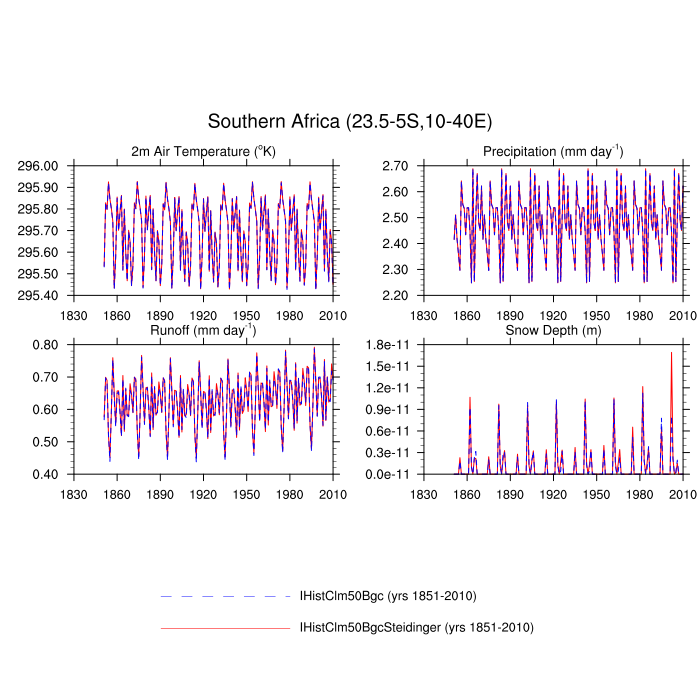 Southern Africa (23.5-5S,10-40E)
2m Air Temperature (°K)
296.00
295.90
295.80
295.70
295.60
295.50
295.40
1830 1860 1890 1920 1950 1980 2010
Precipitation (mm day-1)
2.70
2.60
2.50
2.40
2.30
2.20
1830 1860 1890 1920 1950 1980 2010
Runoff (mm day-1)
0.80
0.70
0.60
0.50
0.40
1830 1860 1890 1920 1950 1980 2010
Snow Depth (m)
1.8e-11
1.5e-11
1.2e-11
0.9e-11
0.6e-11
0.3e-11
0.0e-11
1830 1860 1890 1920 1950 1980 2010
IHistClm50Bgc (yrs 1851-2010)
IHistClm50BgcSteidinger (yrs 1851-2010)